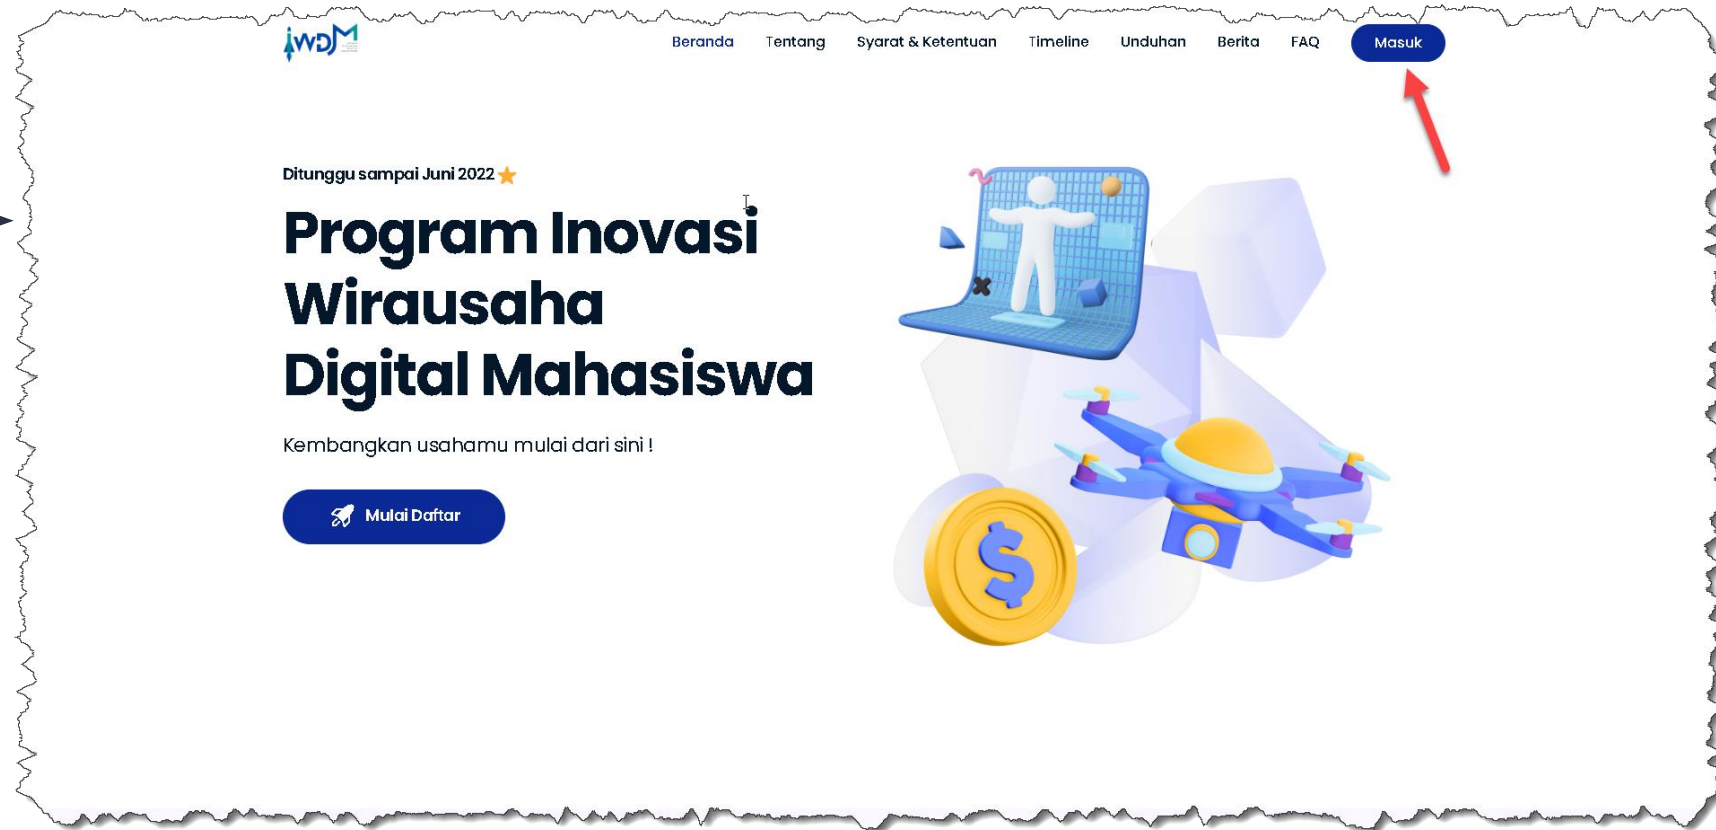 iWDM
Beranda Tentang Syarat & Ketentuan Timeline Unduhan Berita FAQ Masuk
Ditunggu sampai Juni 2022
Program Inovasi
Wirausaha
Digital Mahasiswa
Kembangkan usahamu mulai dari sini !
Mulai Daftar